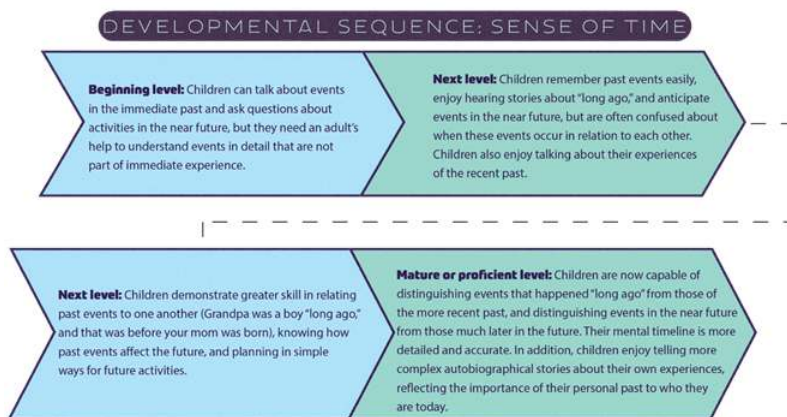 DEVELOPMENTAL SEQUENCE: SENSE OF TIME
Beginning level: Children can talk about events
in the immediate past and ask questions about
activities in the near future, but they need an adult's
help to understand events in detail that are not
part of immediate experience.
Next level: Children remember past events easily,
enjoy hearing stories about "long ago," and anticipate
events in the near future, but are often confused about
when these events occur in relation to each other.
Children also enjoy talking about their experiences
of the recent past.
Next level: Children demonstrate greater skill in relating
past events to one another (Grandpa was a boy "long ago,"
and that was before your mom was born), knowing how
past events affect the future, and planning in simple
ways for future activities.
Mature or proficient level: Children are now capable of
distinguishing events that happened "long ago" from those of
the more recent past, and distinguishing events in the near future
from those much later in the future. Their mental timeline is more
detailed and accurate. In addition, children enjoy telling more
complex autobiographical stories about their own experiences,
reflecting the importance of their personal past to who they
are today.